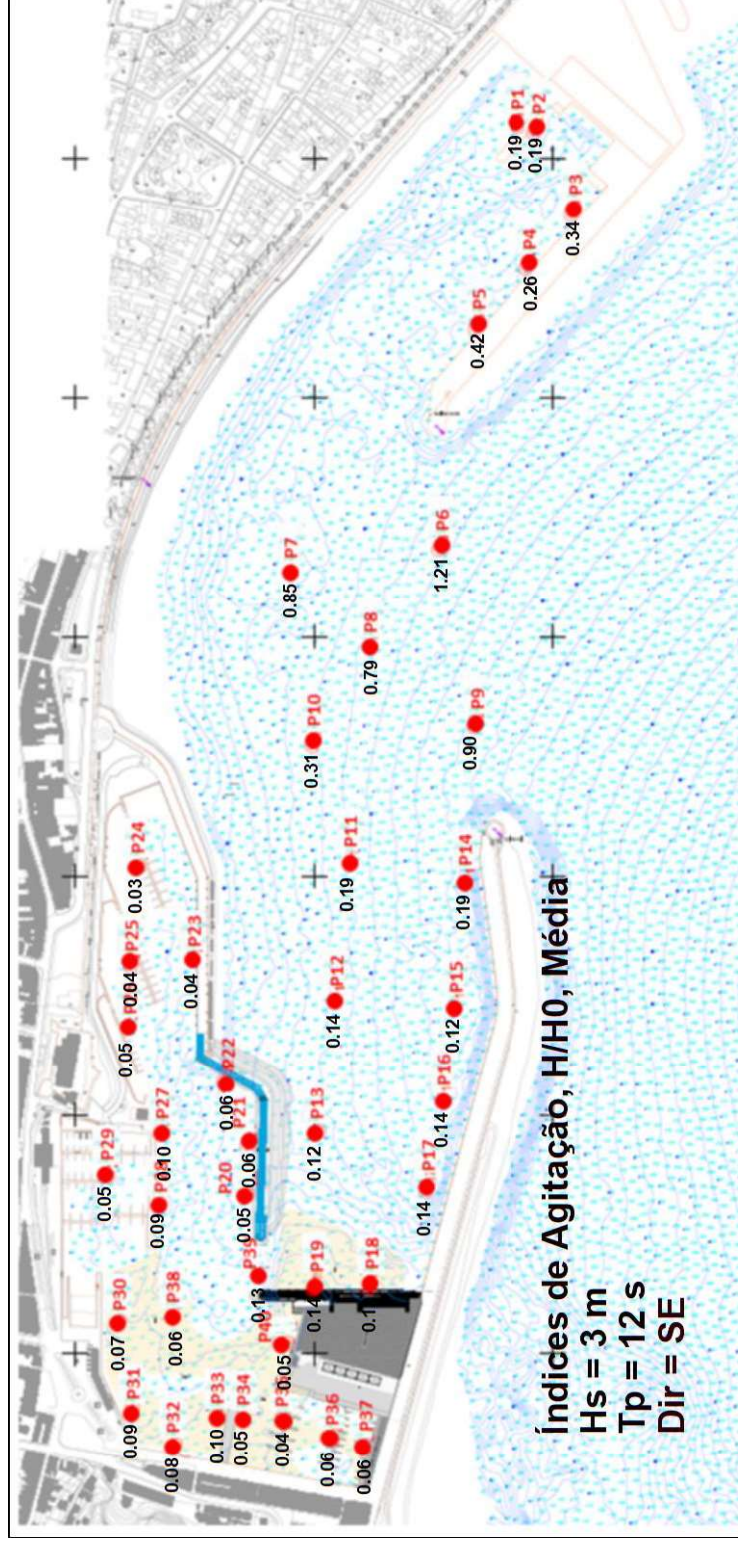 P31
0.09
P30
0.07
P29
0.05
P25
0.04
P24
0.03
0.05
P32
0.08
P38
0.06
0.09
P27
0.10
P23
0.04
P33
0.10
P34
0.05
0.04
P40
0.05
P39
0.13
P20
0.05
P21
0.06
P22
0.06
P36
0.06
P37
0.06
P19
0.14
P18
P13
0.12
P12
0.14
P11
0.19
P10
0.31
P8
0.79
P7
0.85
P17
0.14
P16
0.14
P15
0.12
P14
0.19
P9
0.90
P6
1.21
P5
0.42
P4
0.26
P3
0.34
P1
0.19
P2
0.19
Índices de Agitação, H/H0, Média
Hs = 3 m
Tp = 12 s
Dir = SE